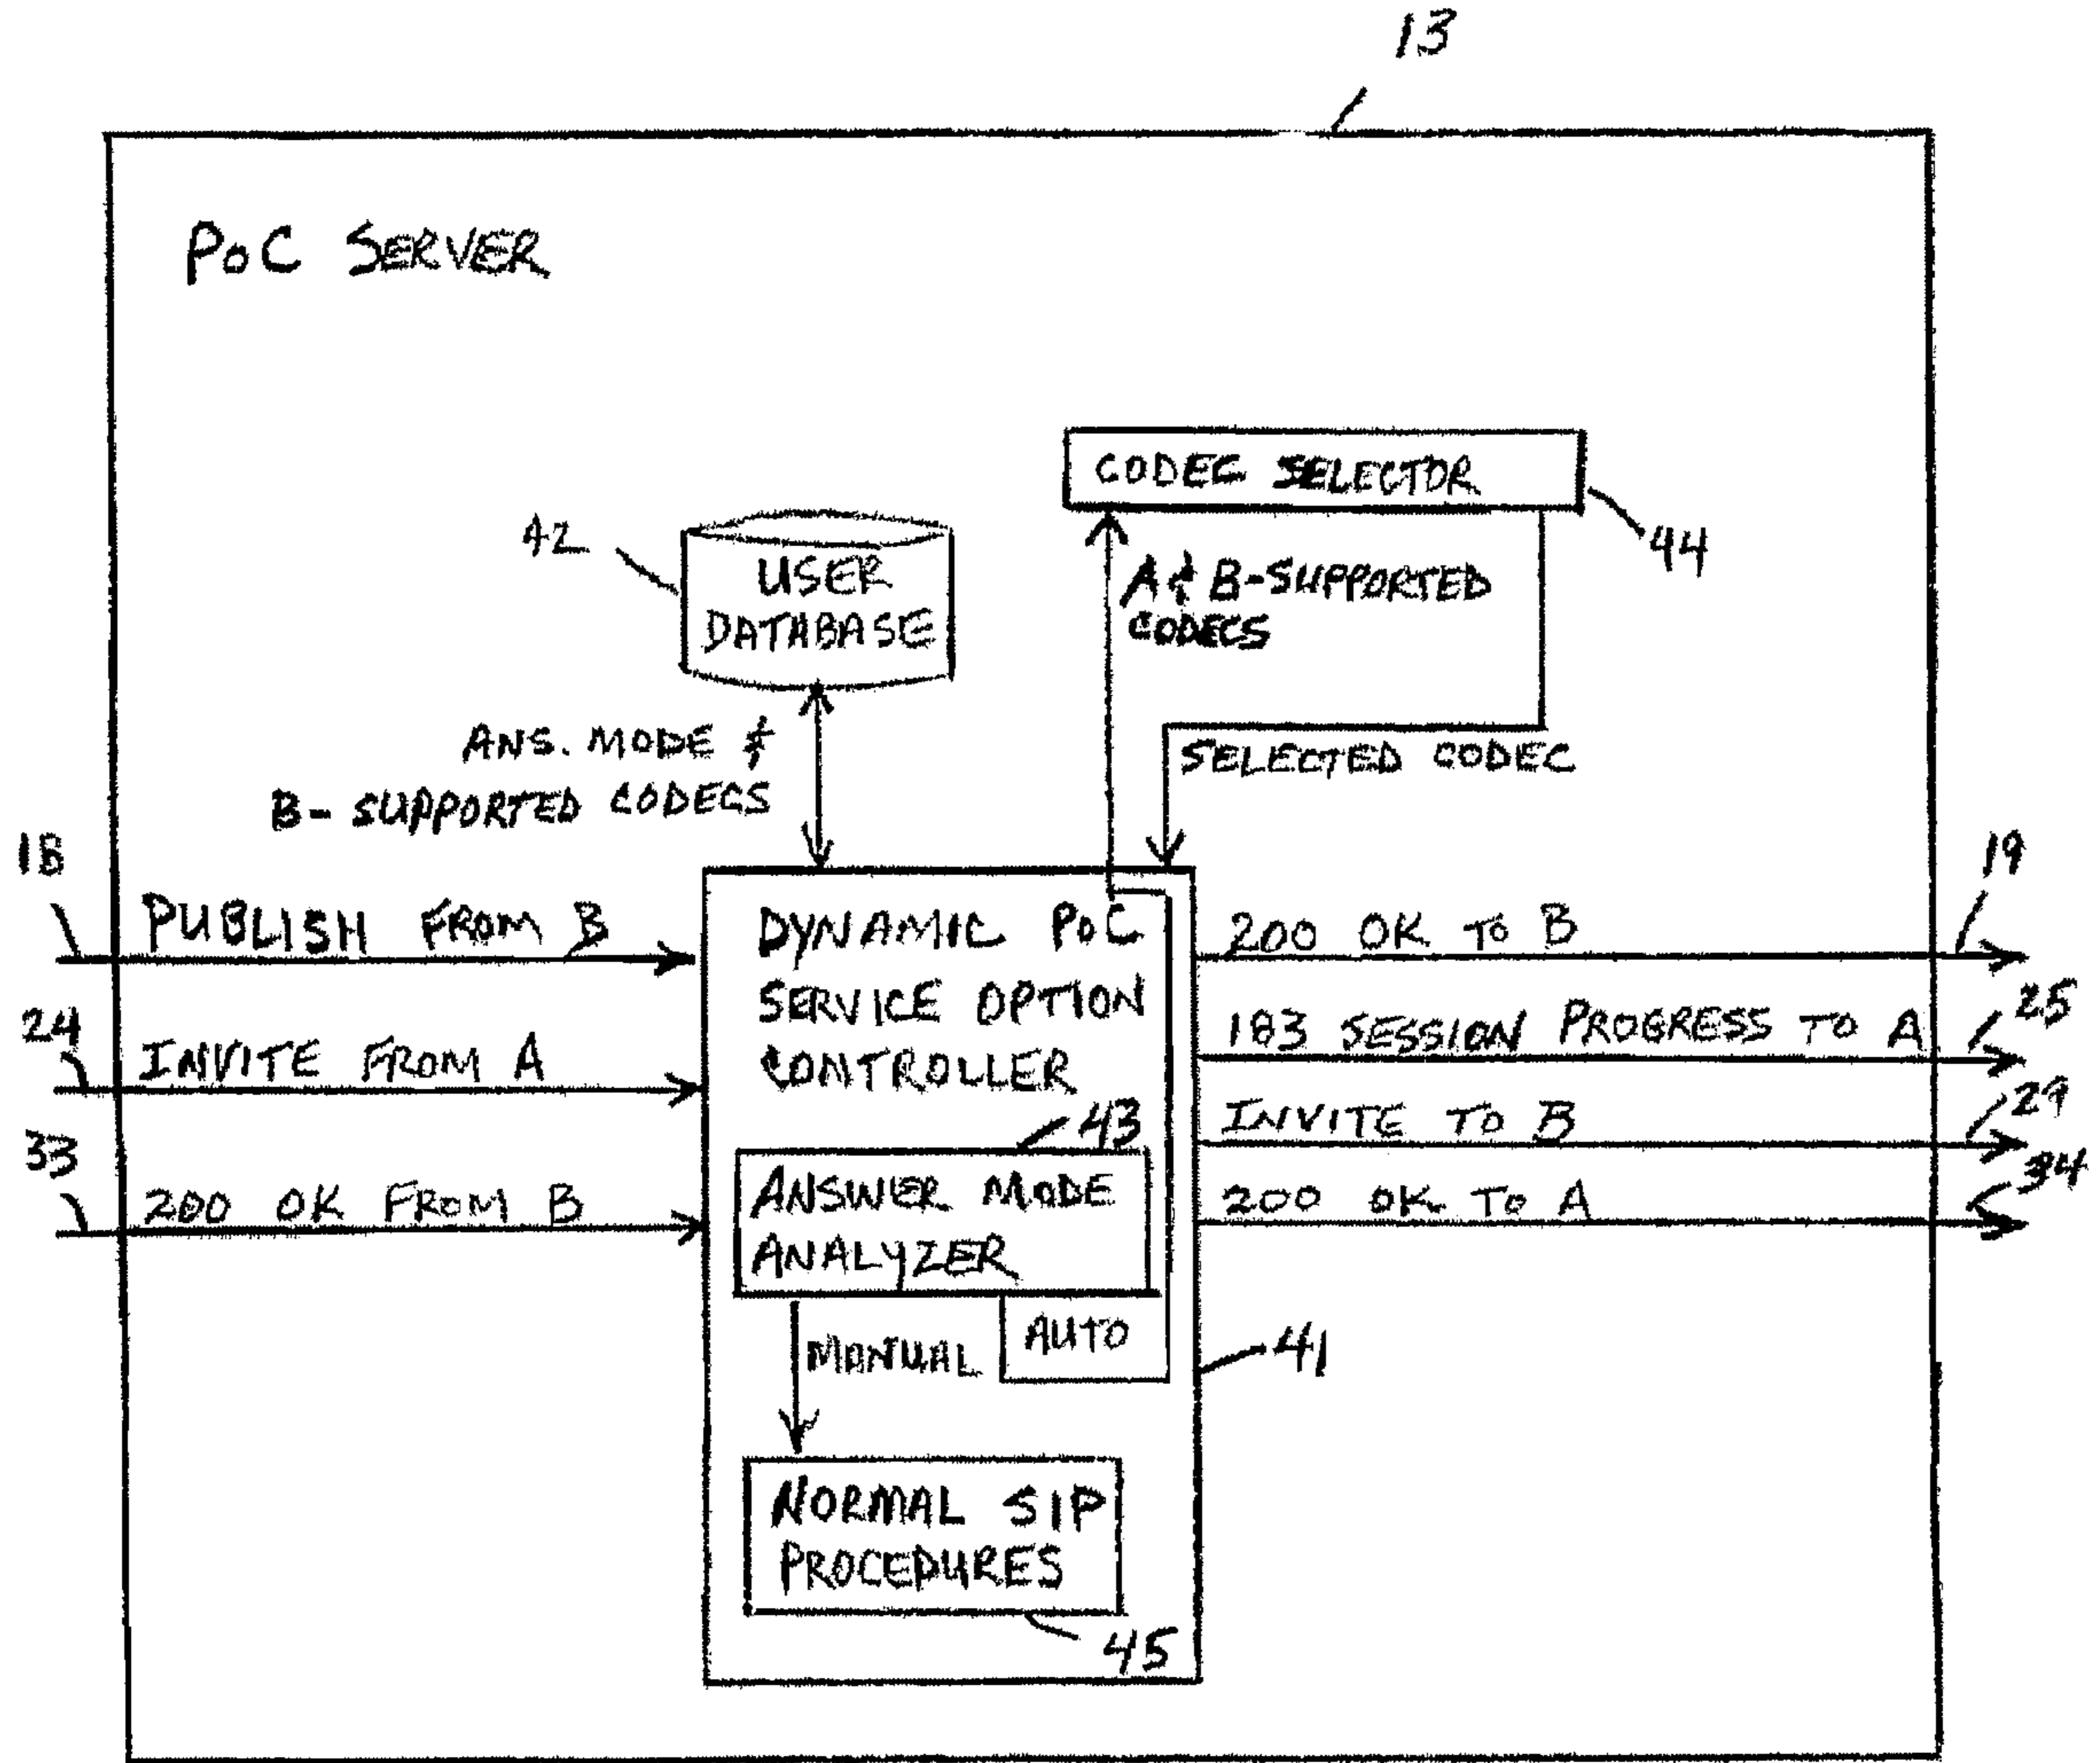 13
PoC SERVER
CODEC SELECTOR
44
42
USER
DATABASE
A & B-SUPPORTED
CODECS
ANS. MODE &
B-SUPPORTED CODECS
SELECTED CODEC
18
PUBLISH FROM B
24
INVITE FROM A
33
200 OK FROM B
DYNAMIC PoC
SERVICE OPTION
CONTROLLER
43
ANSWER MODE
ANALYZER
MANUAL
AUTO
41
NORMAL SIP
PROCEDURES
45
200 OK TO B
19
183 SESSION PROGRESS TO A
25
INVITE TO B
29
200 OK TO A
34